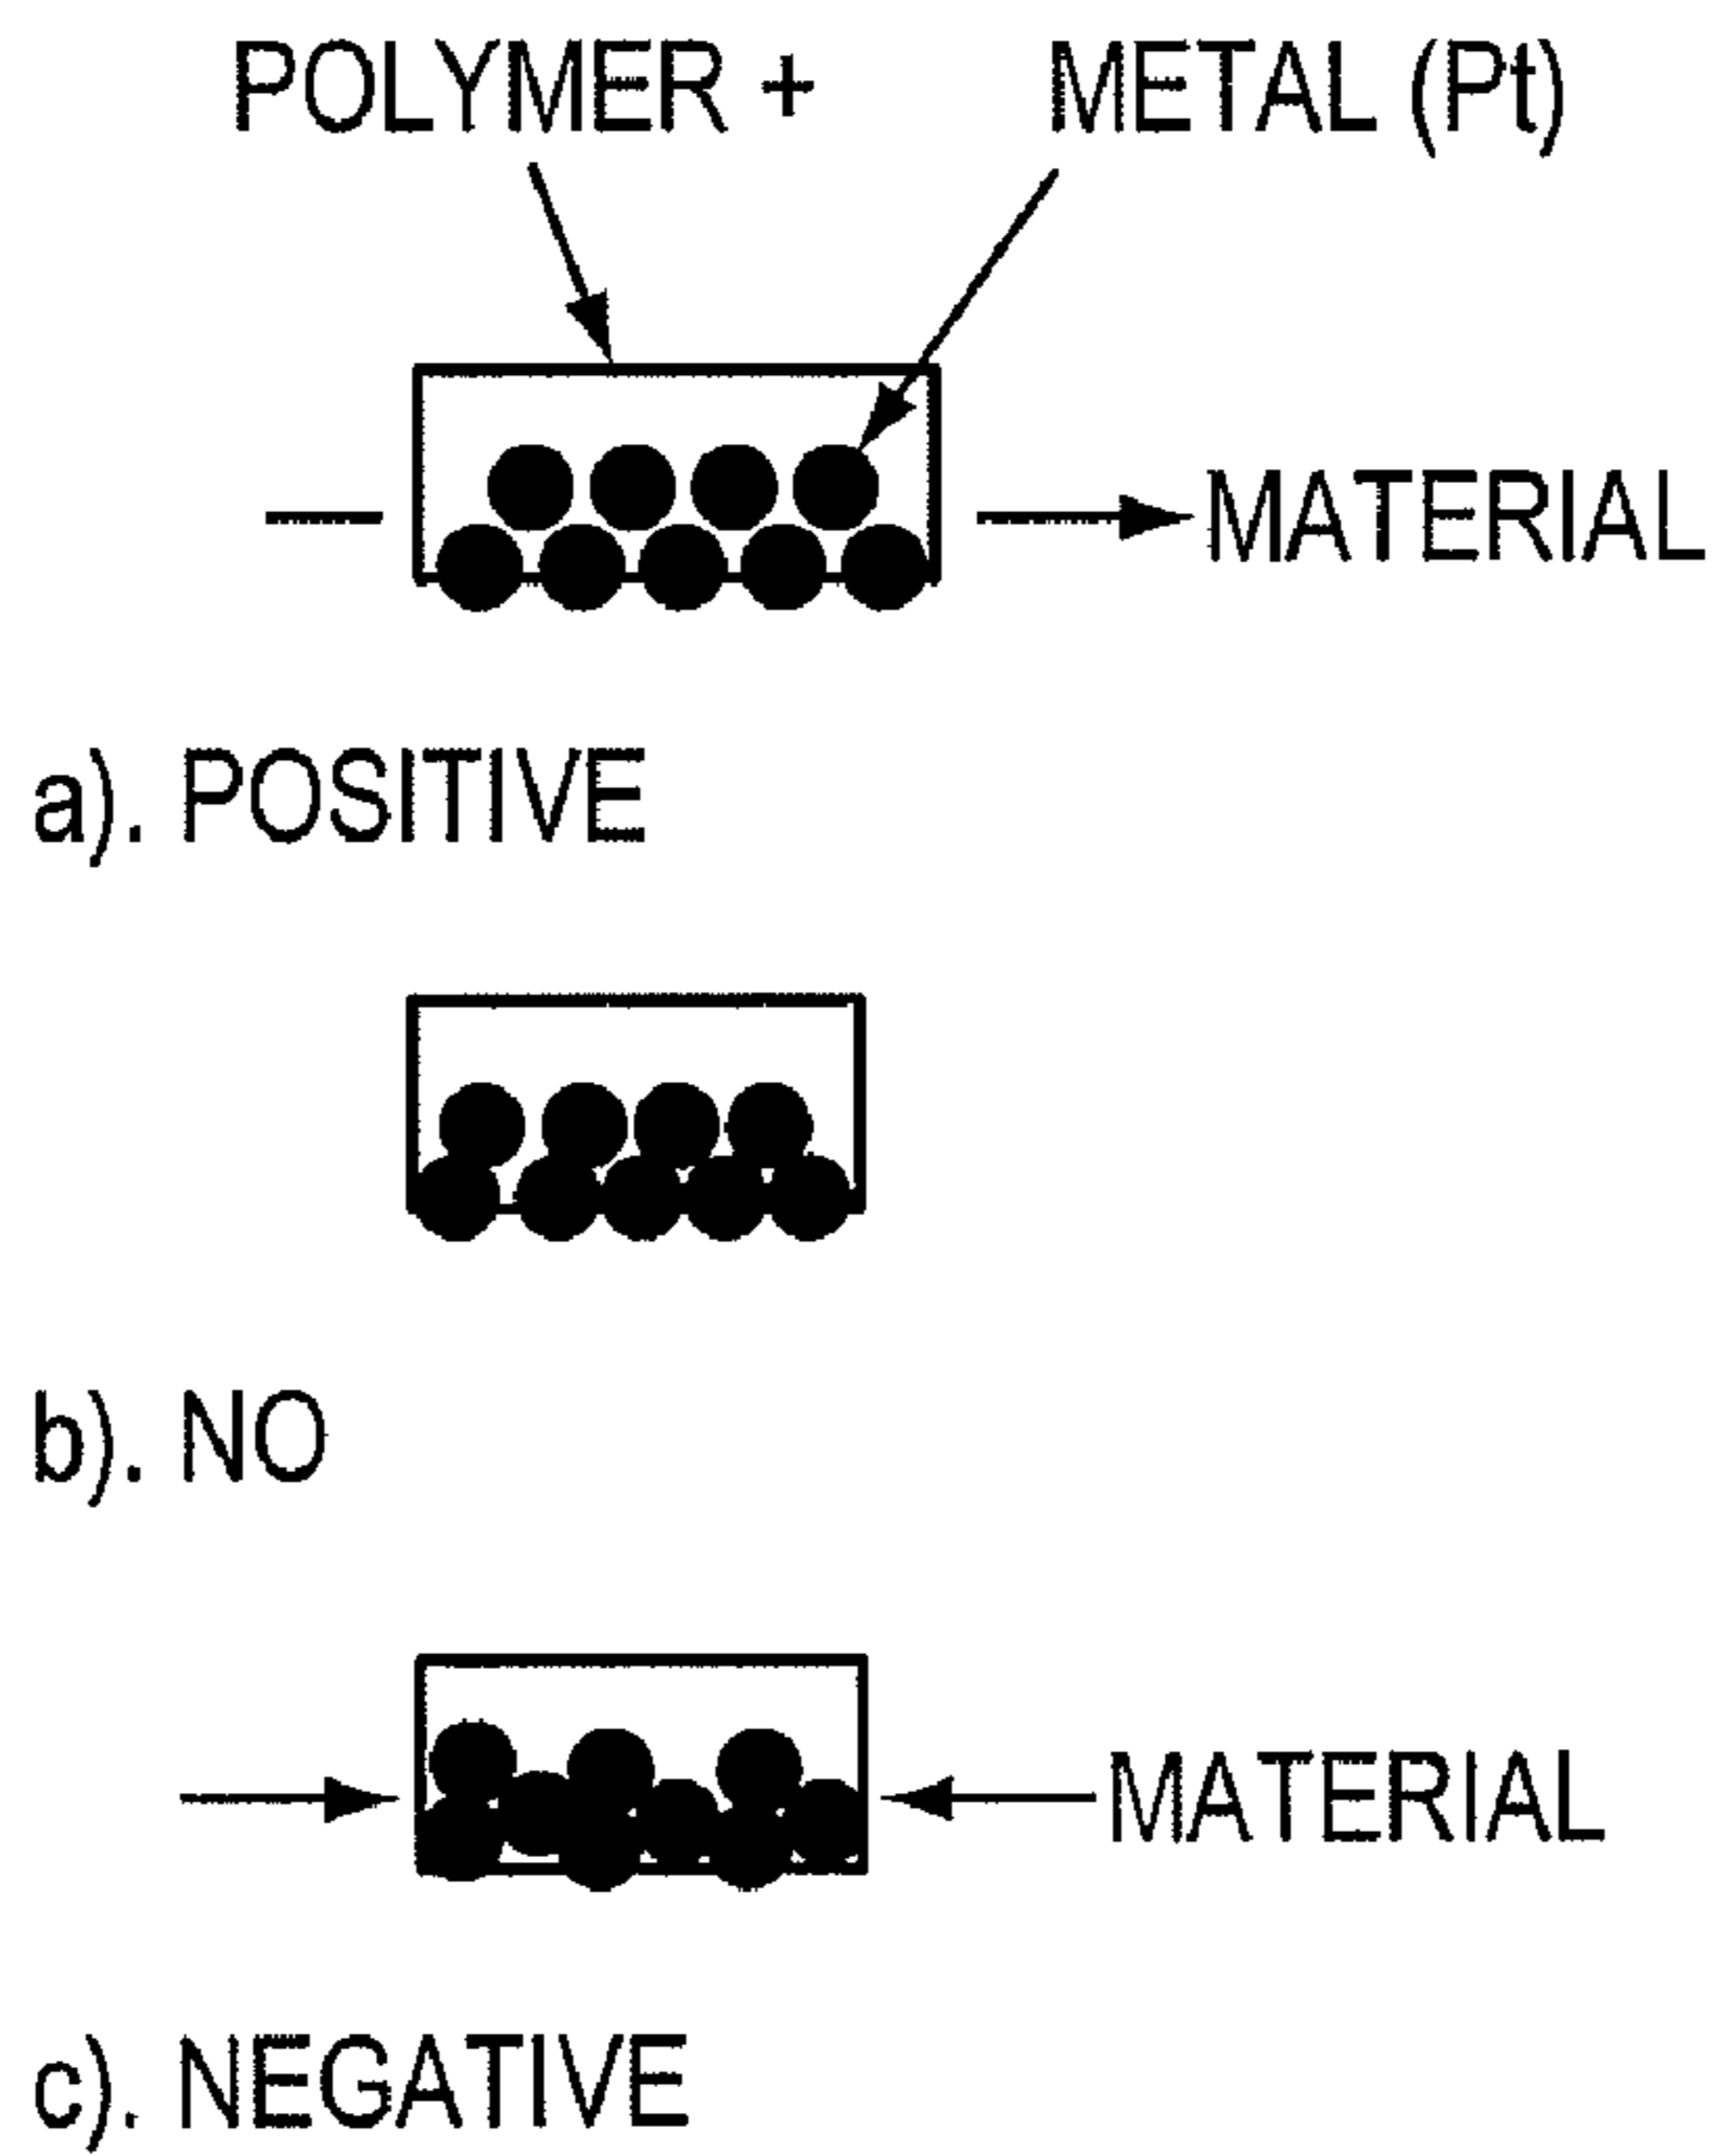 POLYMER + METAL (Pt)
MATERIAL
a). POSITIVE
b). NO
MATERIAL
c). NEGATIVE